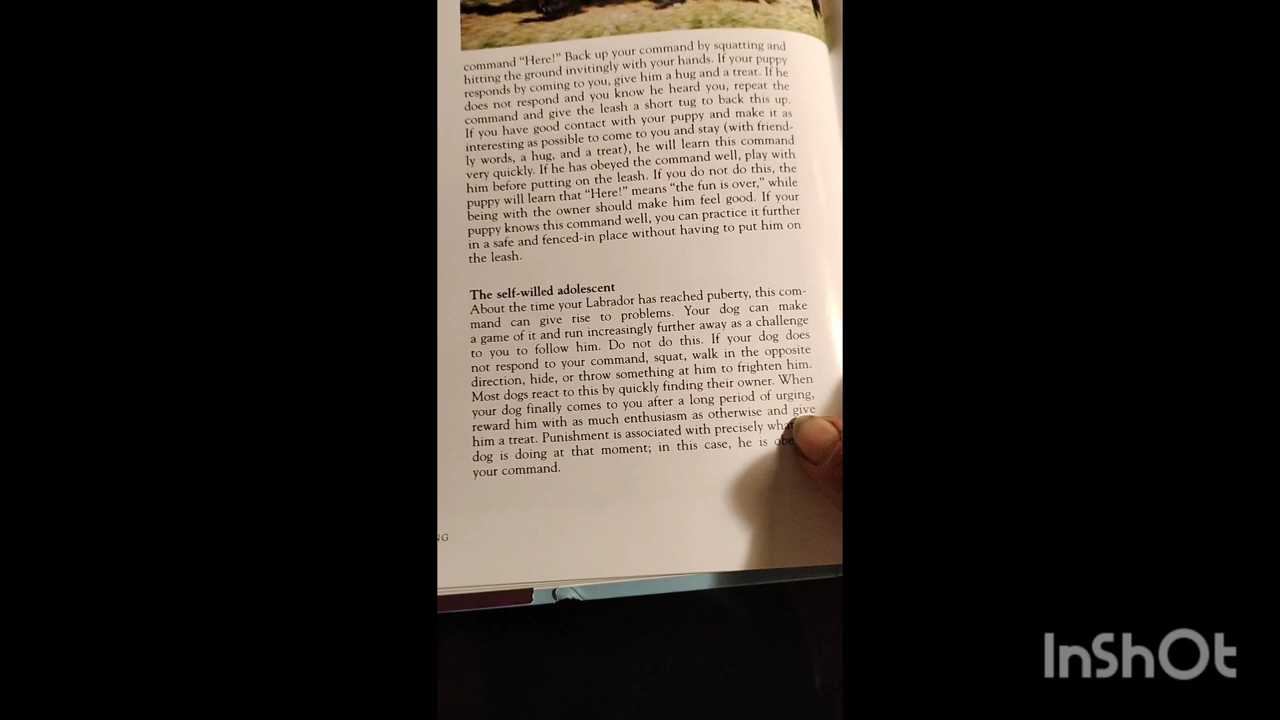 command “Here!” Back up your command by squatting and
hitting the ground invitingly with your hands. If your puppy
responds by coming to you, give him a hug and a treat. If he
does not respond and you know he heard you, repeat the
command and give the leash a short tug to back this up.
If you have good contact with your puppy and make it as
interesting as possible to come to you and stay (with friend-
ly words, a hug, and a treat), he will learn this command
very quickly. If he has obeyed the command well, play with
him before putting on the leash. If you do not do this, the
puppy will learn that “Here!” means “the fun is over,” while
being with the owner should make him feel good. If your
puppy knows this command well, you can practice it further
in a safe and fenced-in place without having to put him on
the leash.
The self-willed adolescent
About the time your Labrador has reached puberty, this com-
mand can give rise to problems. Your dog can make
a game of it and run increasingly further away as a challenge
to you to follow him. Do not do this. If your dog does
not respond to your command, squat, walk in the opposite
direction, hide, or throw something at him to frighten him.
Most dogs react to this by quickly finding their owner. When
your dog finally comes to you after a long period of urging,
reward him with as much enthusiasm as otherwise and give
him a treat. Punishment is associated with precisely
dog is doing at that moment; in this case, he is
your command.
InShOt